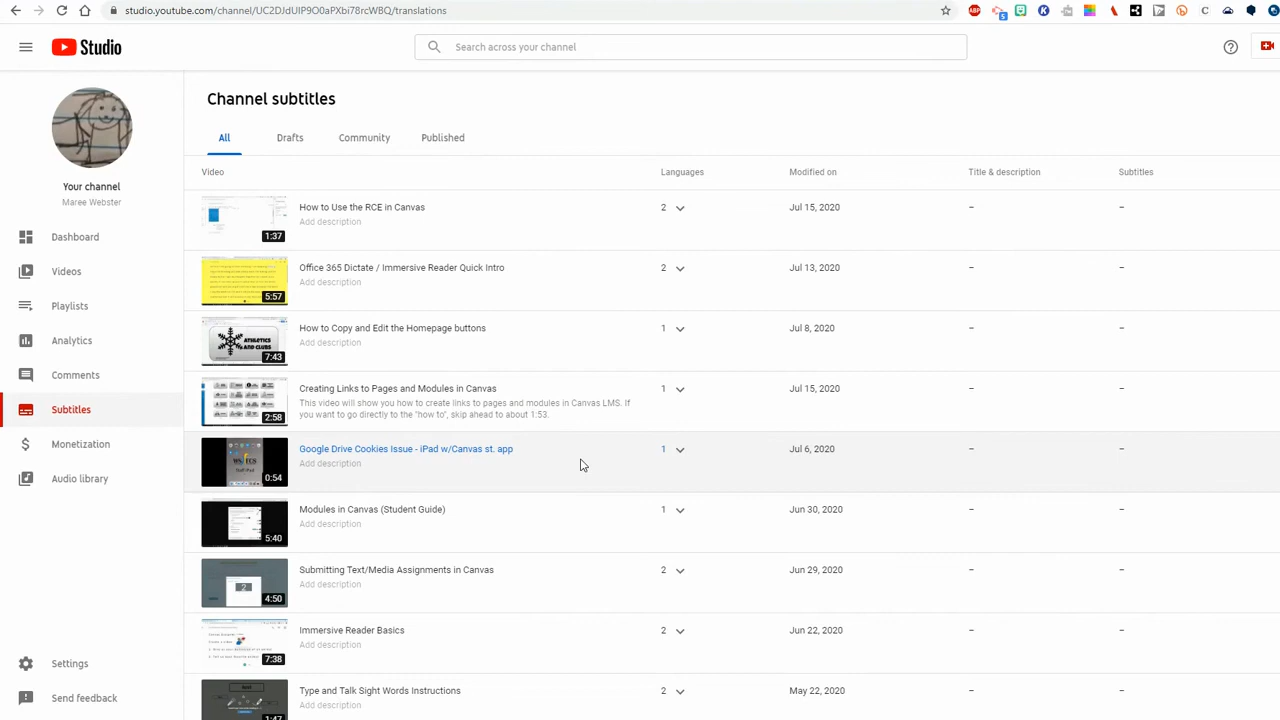 studio.youtube.com/channel/UC2DJdUIP9O0aPXbi78rcWBQ/translations
Studio
Search across your channel
Channel subtitles
All Drafts Community Published
Your channel
Maree Webster
Dashboard
Videos
Playlists
Analytics
Comments
Subtitles
Monetization
Audio library
Settings
Send feedback
Video Languages Modified on Title & description Subtitles
How to Use the RCE in Canvas 2 Jul 15, 2020 – –
Add description
1:37
Office 365 Dictate / Immersive Reader Quick Intro 2 Jul 13, 2020 – –
Add description
5:57
How to Copy and Edit the Homepage buttons 1 Jul 8, 2020 – –
Add description
ATHLETICS
AND CLUBS
7:43
Creating Links to Pages and Modules in Canvas 1 Jul 15, 2020 – –
This video will show you how to create links to pages and modules in Canvas LMS. If
you want to go directly to the "how to", skip ahead to about 1:53.
2:58
Google Drive Cookies Issue - iPad w/Canvas st. app 1 Jul 6, 2020 – –
Add description
0:54
Modules in Canvas (Student Guide) 1 Jun 30, 2020 – –
Add description
5:40
Submitting Text/Media Assignments in Canvas 2 Jun 29, 2020 – –
Add description
4:50
Immersive Reader Basics 2 Jun 22, 2020 – –
Add description
7:38
Type and Talk Sight Words Instructions 2 May 22, 2020 – –
Add description
1:47